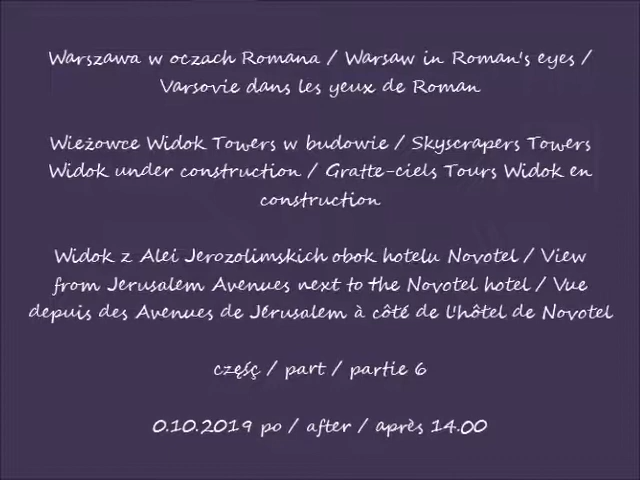 Warszawa w oczach Romana / Warsaw in Roman's eyes /
Varsovie dans les yeux de Roman
Wieżowce Widok Towers w budowie / Skyscrapers Towers
Widok under construction / Gratte-ciels Tours Widok en
construction
Widok z Alei Jerozolimskich obok hotelu Novotel / View
from Jerusalem Avenues next to the Novotel hotel / Vue
depuis des Avenues de Jérusalem à côté de l'hôtel de Novotel
częśç / part / partie 6
0.10.2019 po / after / après 14.00